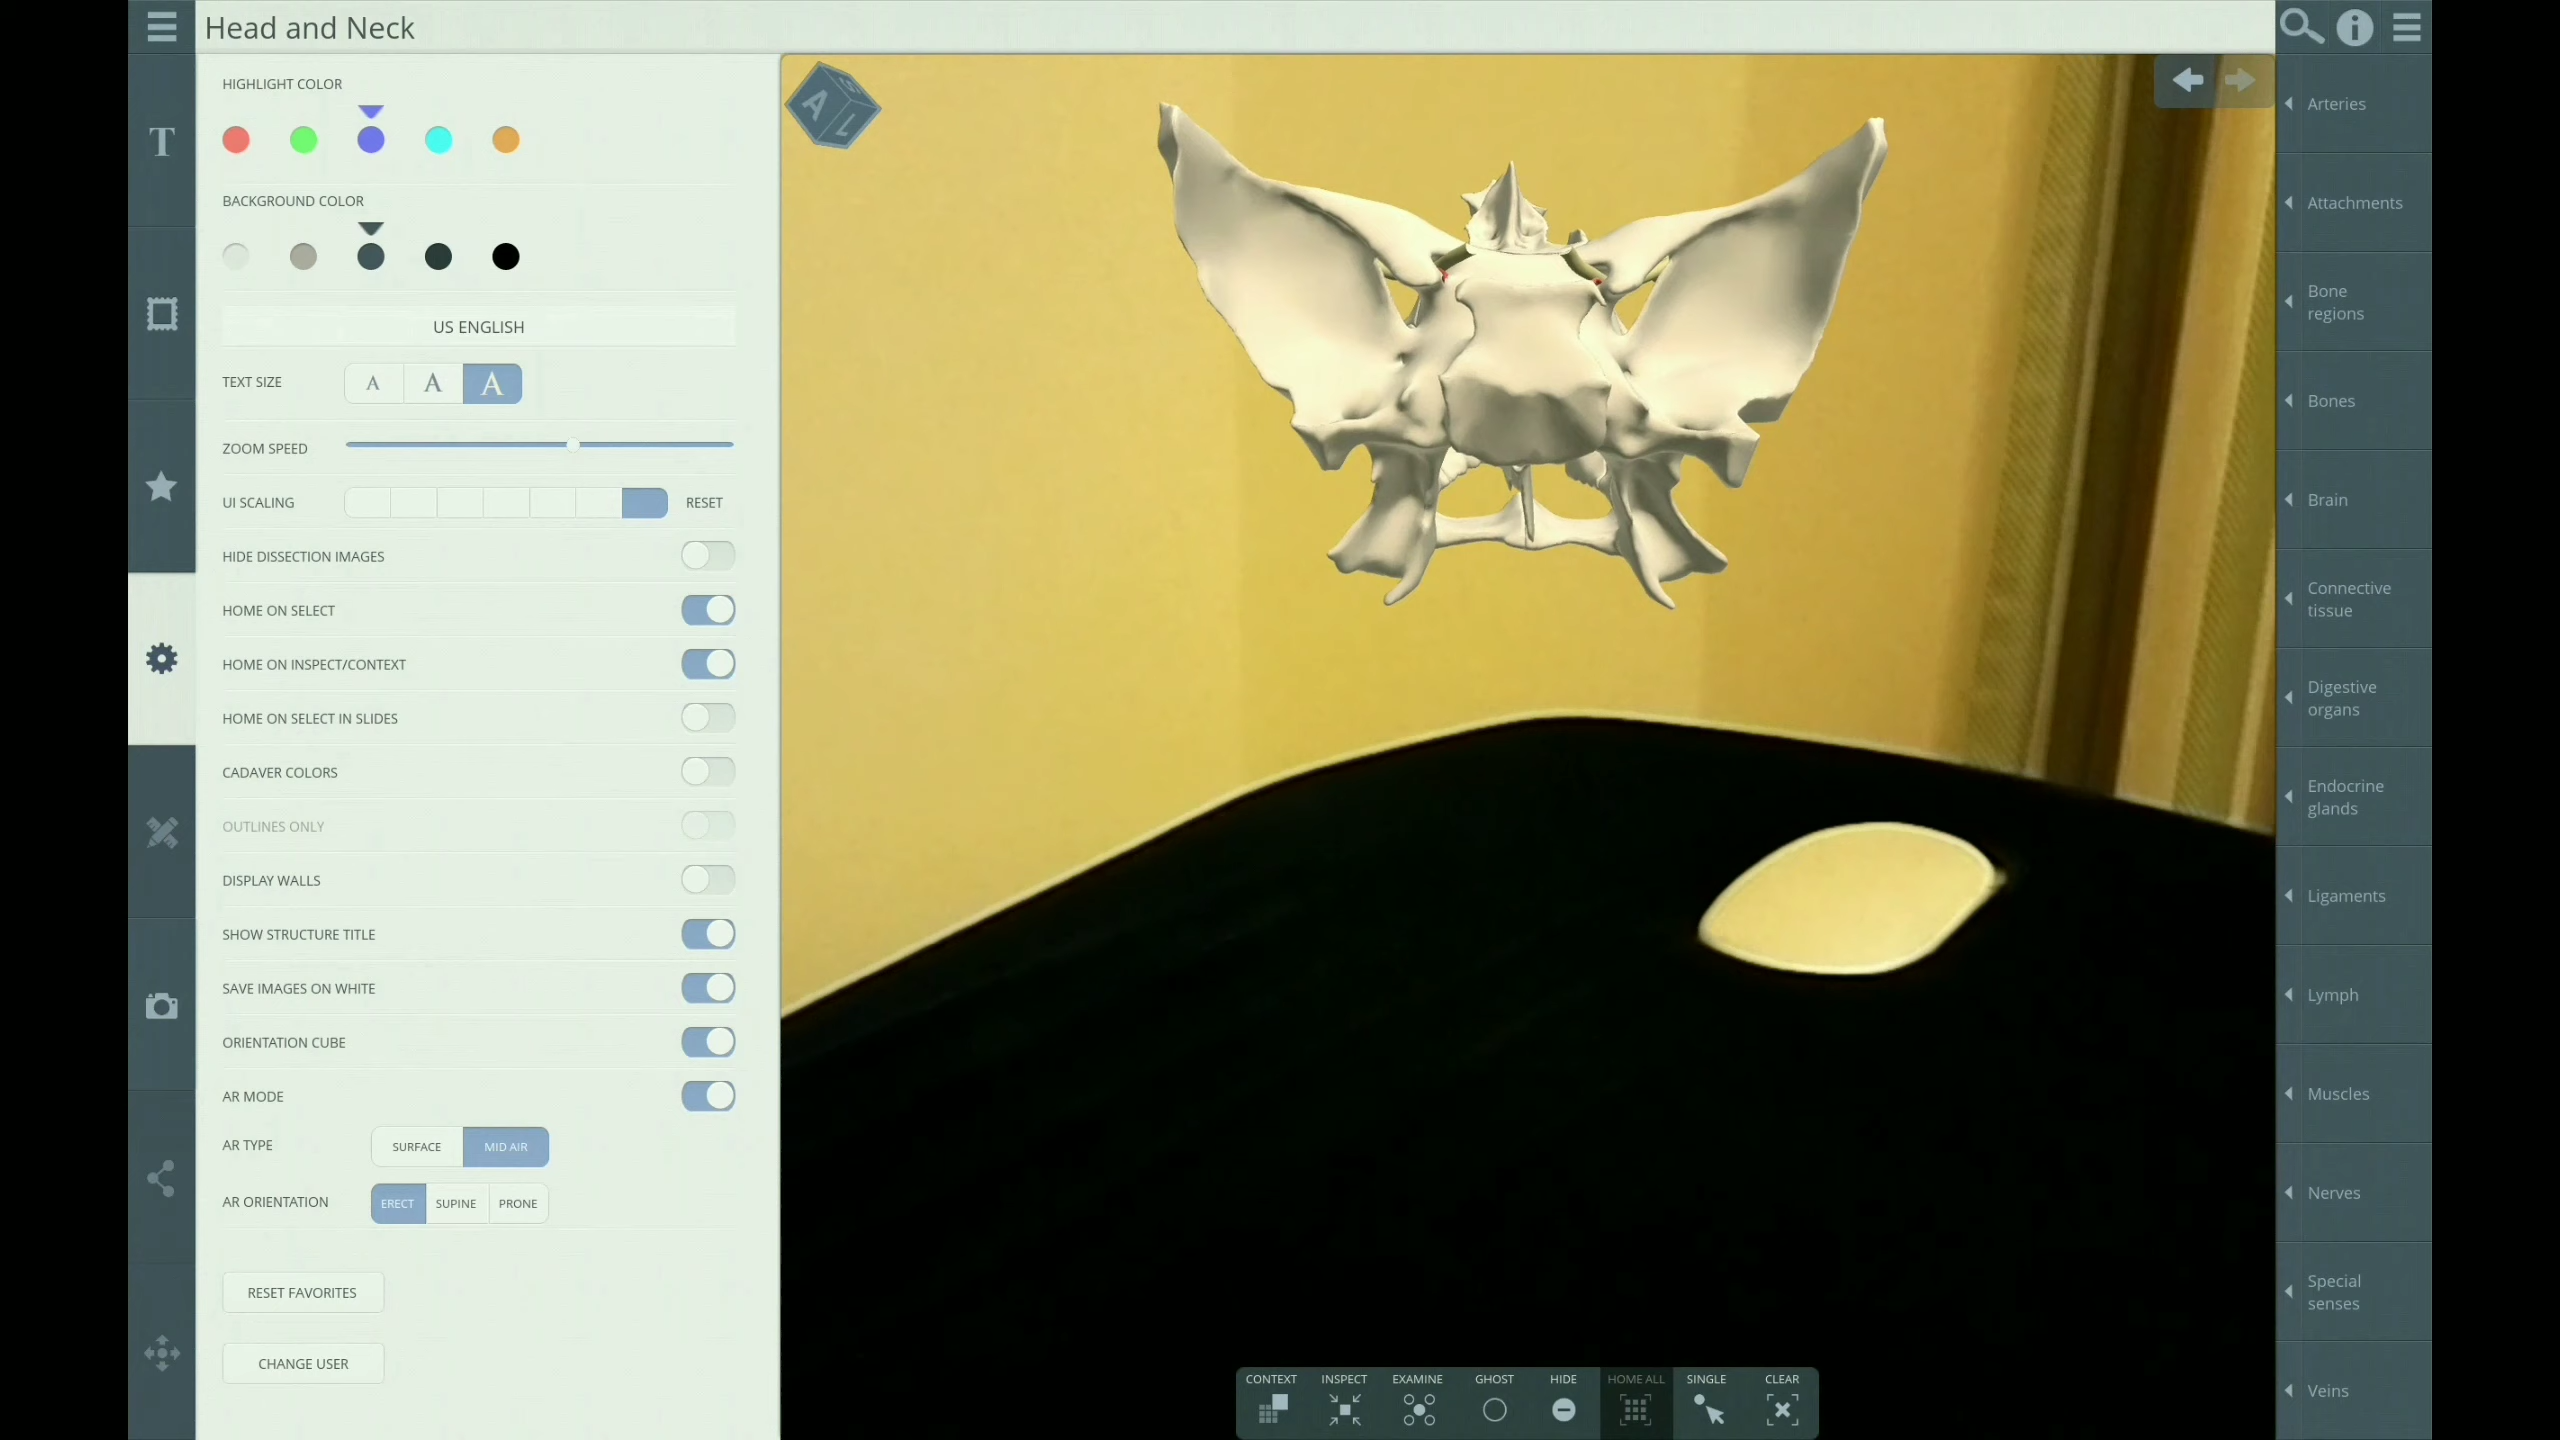 Head and Neck
HIGHLIGHT COLOR
BACKGROUND COLOR
US ENGLISH
TEXT SIZE
A
A
A
ZOOM SPEED
UI SCALING
RESET
HIDE DISSECTION IMAGES
HOME ON SELECT
HOME ON INSPECT/CONTEXT
HOME ON SELECT IN SLIDES
CADAVER COLORS
OUTLINES ONLY
DISPLAY WALLS
SHOW STRUCTURE TITLE
SAVE IMAGES ON WHITE
ORIENTATION CUBE
AR MODE
AR TYPE
SURFACE
MID AIR
AR ORIENTATION
ERECT
SUPINE
PRONE
RESET FAVORITES
CHANGE USER
T
A
L
CONTEXT
INSPECT
EXAMINE
GHOST
HIDE
HOME ALL
SINGLE
CLEAR
Arteries
Attachments
Bone
regions
Bones
Brain
Connective
tissue
Digestive
organs
Endocrine
glands
Ligaments
Lymph
Muscles
Nerves
Special
senses
Veins